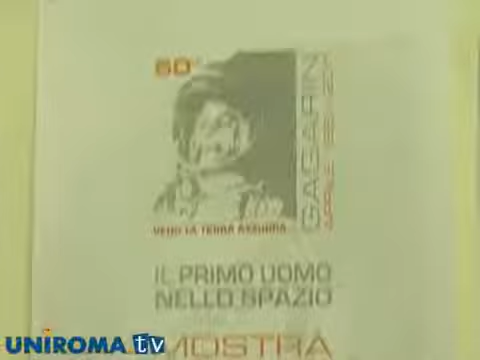 50°
GAGARIN
VEDO LA TERRA AZZURRA
IL PRIMO UOMO
NELLO SPAZIO
MOSTRA
UNIROMA tv